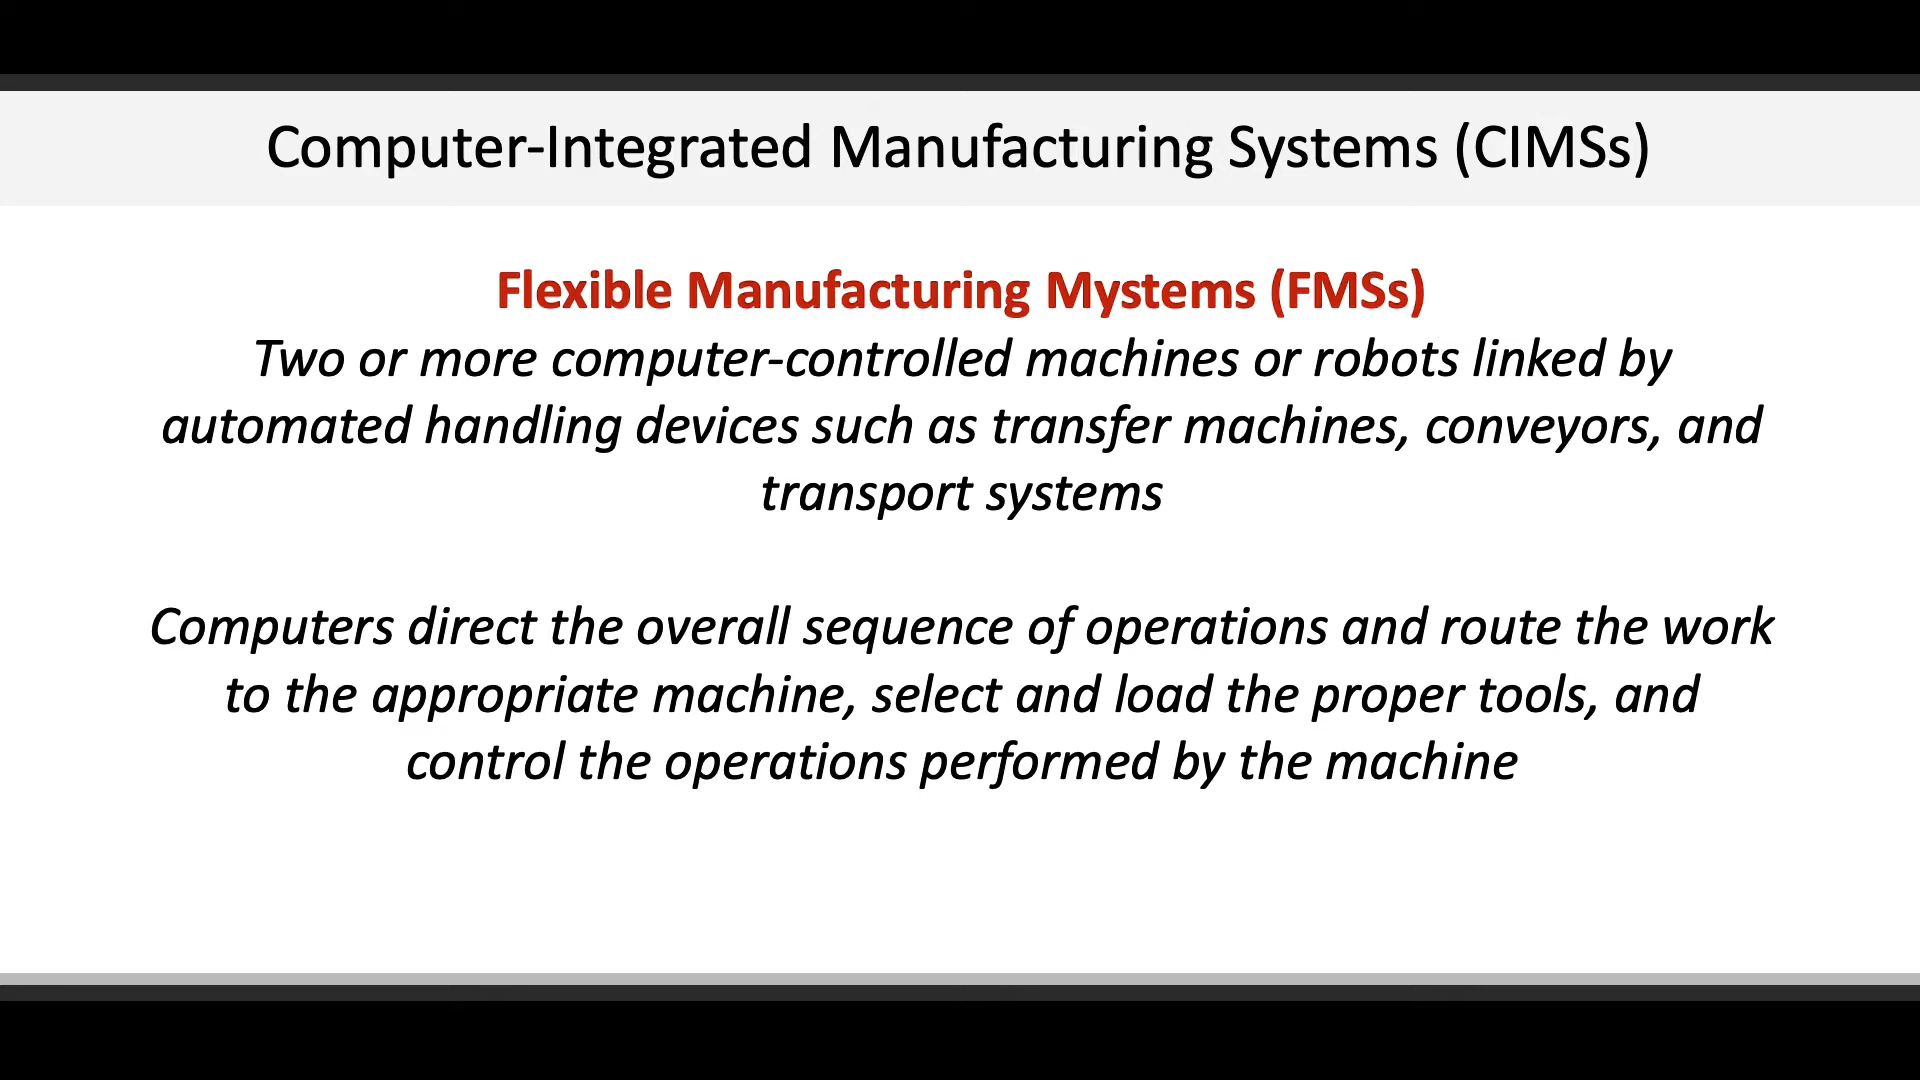 Computer-Integrated Manufacturing Systems (CIMSs)
Flexible Manufacturing Mystems (FMSs)
Two or more computer-controlled machines or robots linked by
automated handling devices such as transfer machines, conveyors, and
transport systems
Computers direct the overall sequence of operations and route the work
to the appropriate machine, select and load the proper tools, and
control the operations performed by the machine